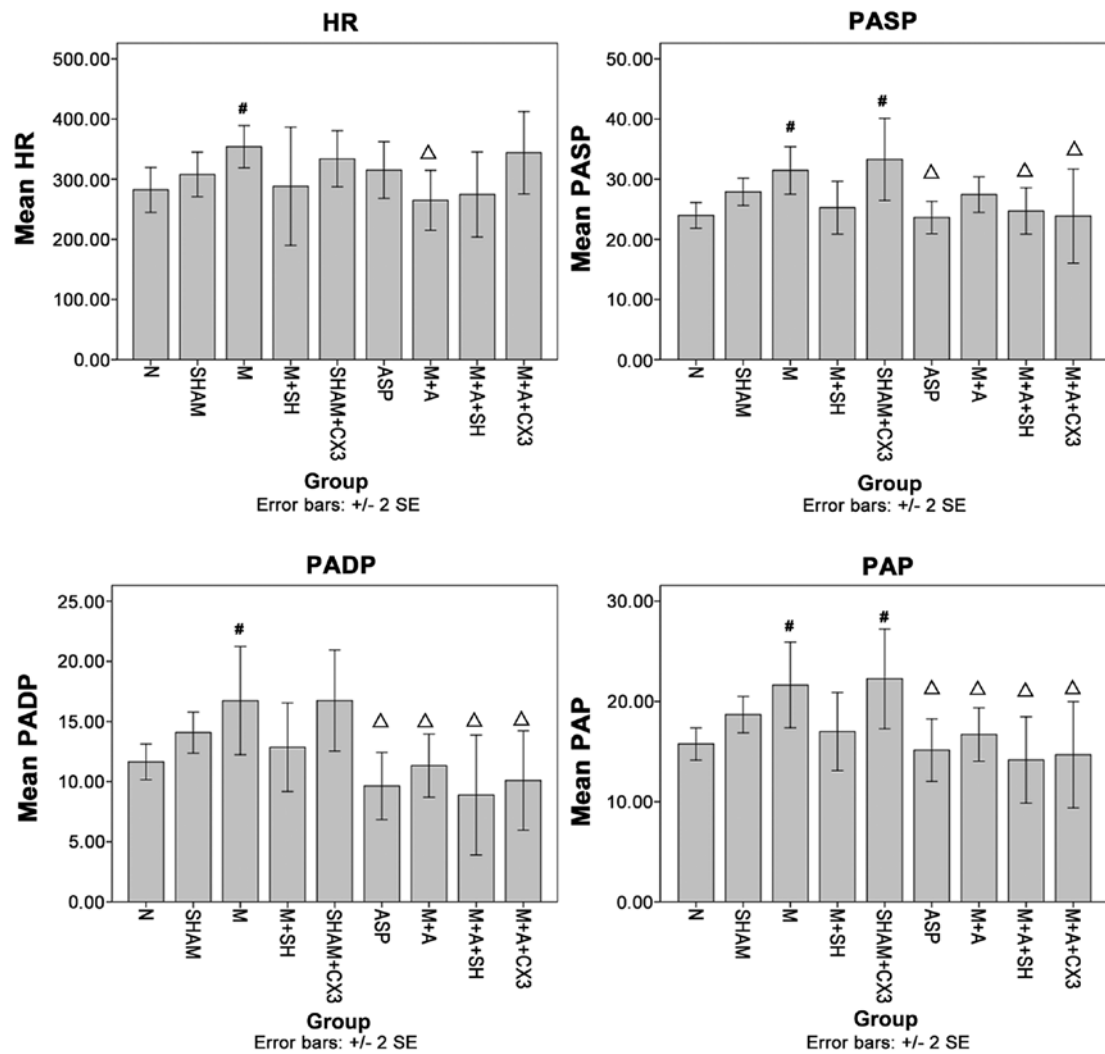 HR
Mean HR
500.00
400.00
300.00
200.00
100.00
0.00
#
△
N
SHAM
M
M+SH
SHAM+CX3
ASP
M+A
M+A+SH
M+A+CX3
Group
Error bars: +/- 2 SE
PASP
Mean PASP
50.00
40.00
30.00
20.00
10.00
0.00
#
#
△
△
△
N
SHAM
M
M+SH
SHAM+CX3
ASP
M+A
M+A+SH
M+A+CX3
Group
Error bars: +/- 2 SE
PADP
Mean PADP
25.00
20.00
15.00
10.00
5.00
0.00
#
△
△
△
△
N
SHAM
M
M+SH
SHAM+CX3
ASP
M+A
M+A+SH
M+A+CX3
Group
Error bars: +/- 2 SE
PAP
Mean PAP
30.00
20.00
10.00
0.00
#
#
△
△
△
△
N
SHAM
M
M+SH
SHAM+CX3
ASP
M+A
M+A+SH
M+A+CX3
Group
Error bars: +/- 2 SE